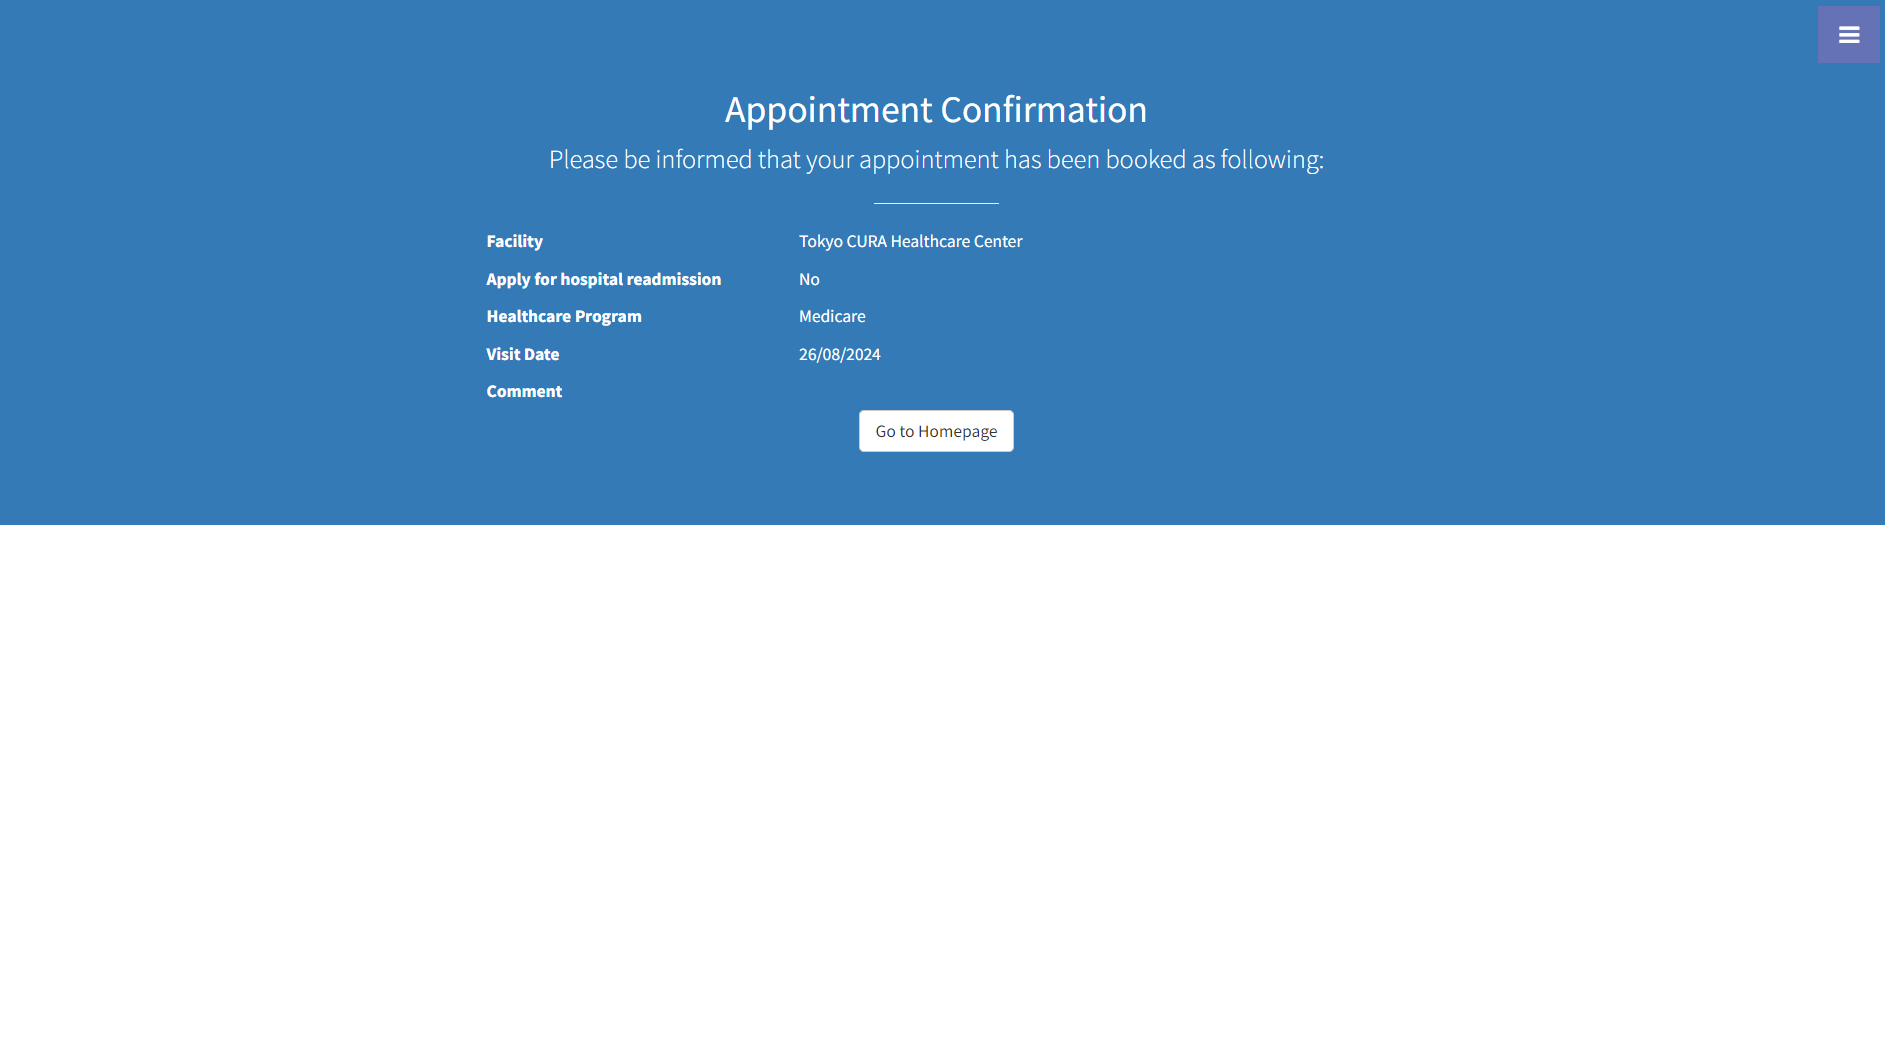 Appointment Confirmation
Please be informed that your appointment has been booked as following:
Facility Tokyo CURA Healthcare Center
Apply for hospital readmission No
Healthcare Program Medicare
Visit Date 26/08/2024
Comment
Go to Homepage